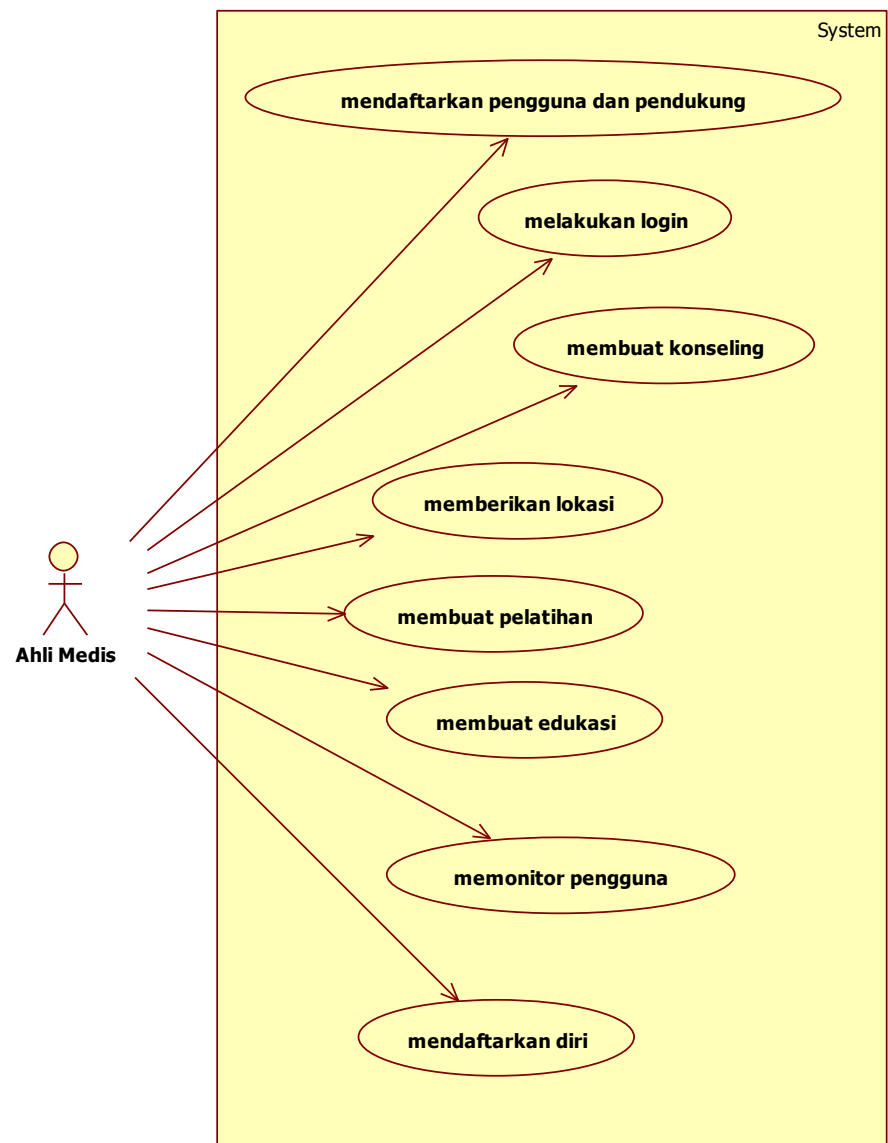 System
mendaftarkan pengguna dan pendukung
melakukan login
membuat konseling
memberikan lokasi
membuat pelatihan
Ahli Medis
membuat edukasi
memonitor pengguna
mendaftarkan diri